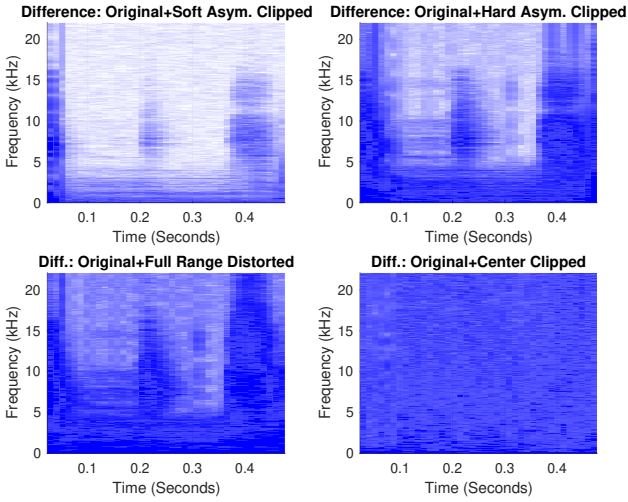 Difference: Original+Soft Asym. Clipped
Frequency (kHz)
20
15
10
5
0
0.1 0.2 0.3 0.4
Time (Seconds)
Difference: Original+Hard Asym. Clipped
Frequency (kHz)
20
15
10
5
0
0.1 0.2 0.3 0.4
Time (Seconds)
Diff.: Original+Full Range Distorted
Frequency (kHz)
20
15
10
5
0
0.1 0.2 0.3 0.4
Time (Seconds)
Diff.: Original+Center Clipped
Frequency (kHz)
20
15
10
5
0
0.1 0.2 0.3 0.4
Time (Seconds)